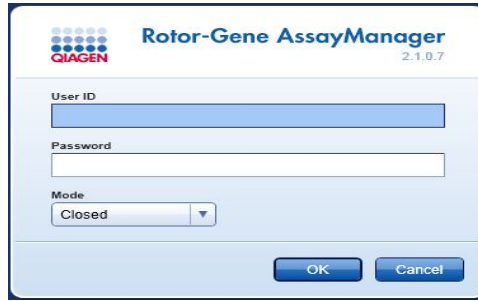 Rotor-Gene AssayManager
2.1.0.7
QIAGEN
User ID
Password
Mode
Closed
OK Cancel